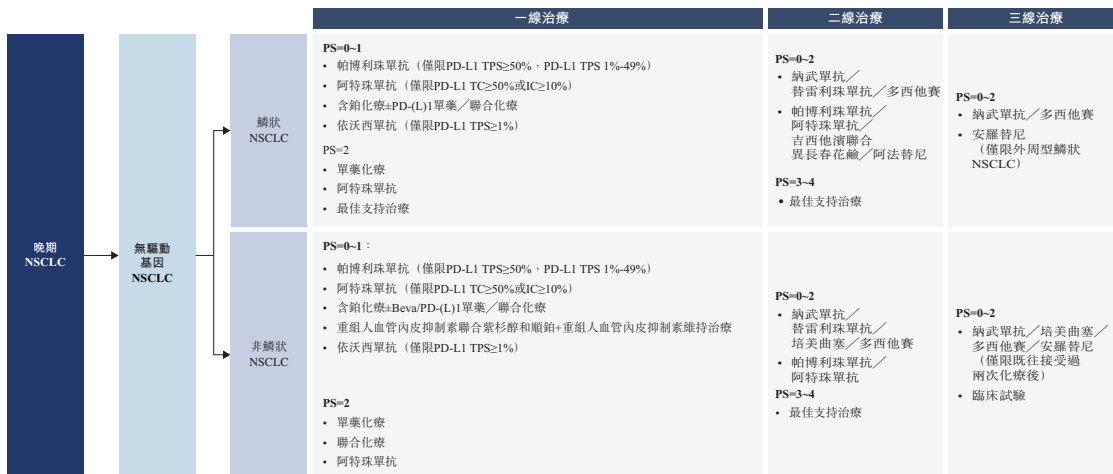 一線治療
二線治療
三線治療
晚期
NSCLC
無驅動
基因
NSCLC
鱗狀
NSCLC
PS=0~1
• 帕博利珠單抗（僅限PD-L1 TPS≥50%，PD-L1 TPS 1%-49%）
• 阿特珠單抗（僅限PD-L1 TC≥50%或IC≥10%）
• 含鉑化療±PD-(L)1單藥╱聯合化療
• 依沃西單抗（僅限PD-L1 TPS≥1%）
PS=2
• 單藥化療
• 阿特珠單抗
• 最佳支持治療
PS=0~2
• 納武單抗╱
替雷利珠單抗╱多西他賽
• 帕博利珠單抗╱
阿特珠單抗╱
吉西他濱聯合
異長春花鹼╱阿法替尼
PS=3~4
• 最佳支持治療
PS=0~2
• 納武單抗╱多西他賽
• 安羅替尼
（僅限外周型鱗狀
NSCLC）
非鱗狀
NSCLC
PS=0~1：
• 帕博利珠單抗（僅限PD-L1 TPS≥50%，PD-L1 TPS 1%-49%）
• 阿特珠單抗（僅限PD-L1 TC≥50%或IC≥10%）
• 含鉑化療±Beva/PD-(L)1單藥╱聯合化療
• 重組人血管內皮抑制素聯合紫杉醇和順鉑+重組人血管內皮抑制素維持治療
• 依沃西單抗（僅限PD-L1 TPS≥1%）
PS=2
• 單藥化療
• 聯合化療
• 阿特珠單抗
PS=0~2
• 納武單抗╱
替雷利珠單抗╱
培美曲塞╱多西他賽
• 帕博利珠單抗╱
阿特珠單抗
PS=3~4
• 最佳支持治療
PS=0~2
• 納武單抗╱培美曲塞╱
多西他賽╱安羅替尼
（僅限既往接受過
兩次化療後）
• 臨床試驗